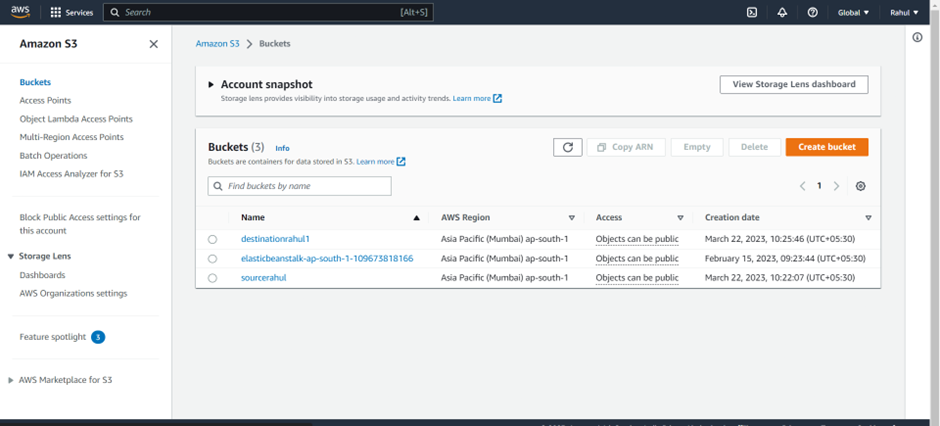 aws
Services
Search
[Alt+S]
Global
Rahul
Amazon S3
Buckets
Access Points
Object Lambda Access Points
Multi-Region Access Points
Batch Operations
IAM Access Analyzer for S3
Block Public Access settings for
this account
Storage Lens
Dashboards
AWS Organizations settings
Feature spotlight 3
AWS Marketplace for S3
Amazon S3 > Buckets
Account snapshot
Storage lens provides visibility into storage usage and activity trends. Learn more
View Storage Lens dashboard
Buckets (3) Info
Buckets are containers for data stored in S3. Learn more
Copy ARN
Empty
Delete
Create bucket
Find buckets by name
1
Name AWS Region Access Creation date
destinationrahul1 Asia Pacific (Mumbai) ap-south-1 Objects can be public March 22, 2023, 10:25:46 (UTC+05:30)
elasticbeanstalk-ap-south-1-109673818166 Asia Pacific (Mumbai) ap-south-1 Objects can be public February 15, 2023, 09:23:44 (UTC+05:30)
sourcerahul Asia Pacific (Mumbai) ap-south-1 Objects can be public March 22, 2023, 10:22:07 (UTC+05:30)